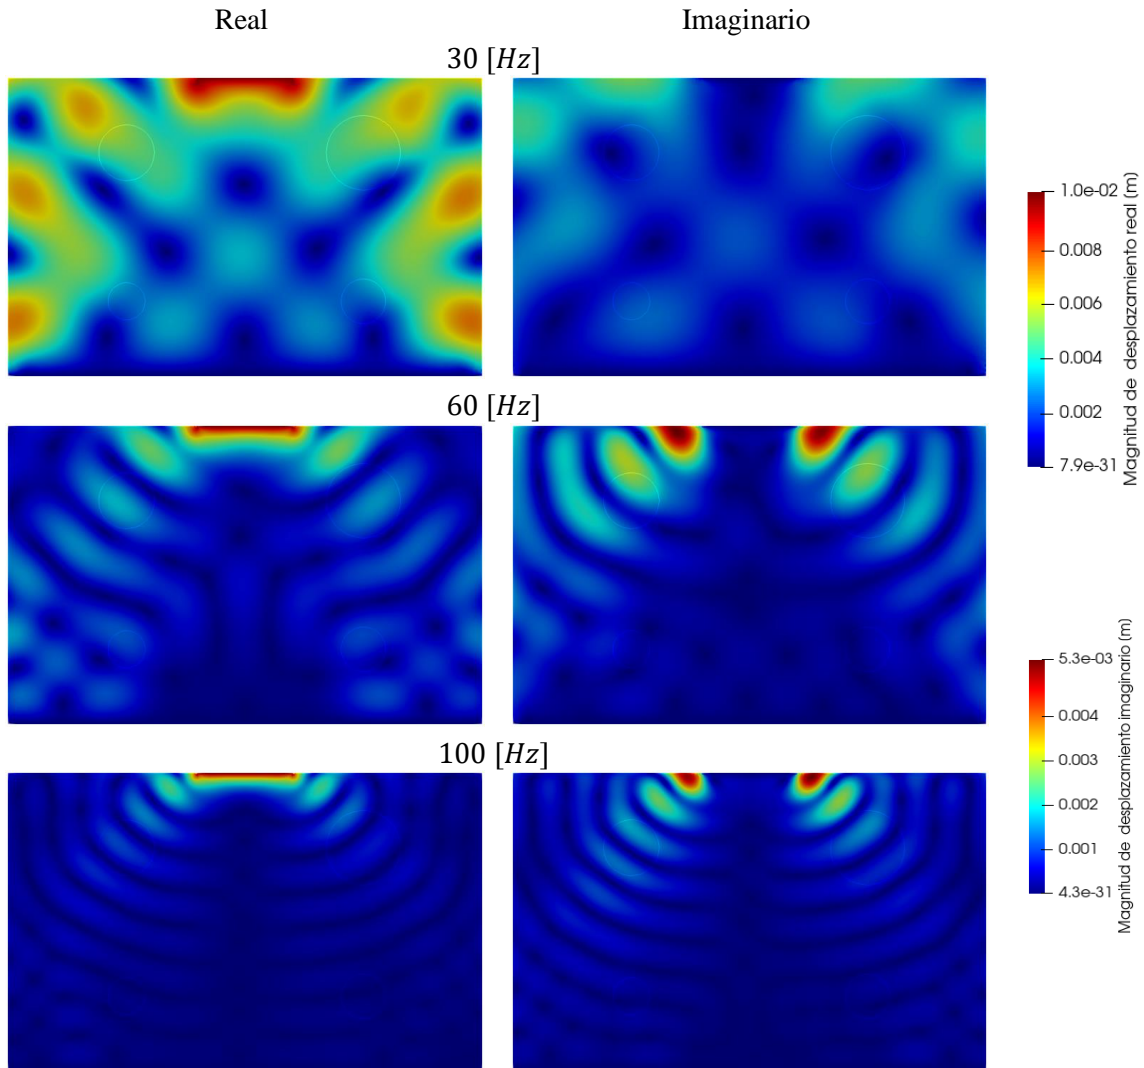 Real Imaginario
30 [Hz]
1.0e-02
0.008
0.006
0.004
0.002
7.9e-31
Magnitud de desplazamiento real (m)
60 [Hz]
5.3e-03
0.004
0.003
0.002
0.001
4.3e-31
Magnitud de desplazamiento imaginario (m)
100 [Hz]